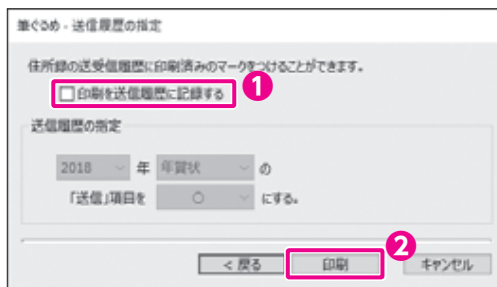 筆ぐるめ - 送信履歴の指定
住所録の送受信履歴に印刷済みのマークをつけることができます。
印刷を送信履歴に記録する 1
送信履歴の指定
2018 年 年賀状 の
「送信」項目を ○ にする。
2
< 戻る 印刷 キャンセル